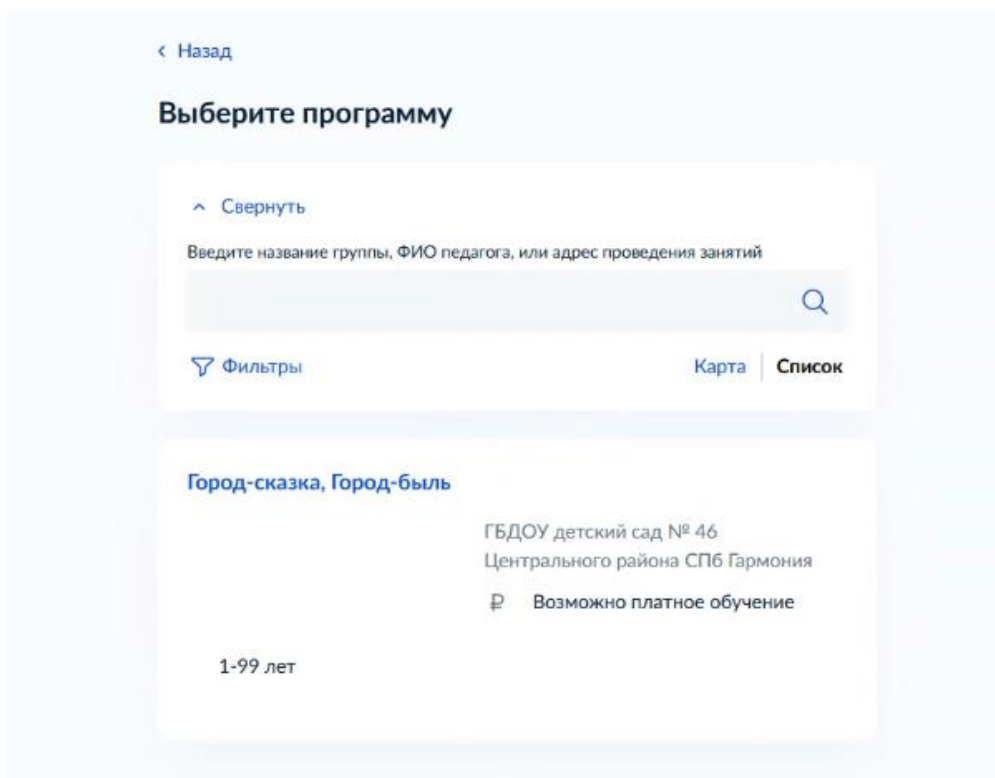 Назад
Выберите программу
Свернуть
Введите название группы, ФИО педагога, или адрес проведения занятий
Фильтры
Карта
Список
Город-сказка, Город-быль
ГБДОУ детский сад № 46
Центрального района СПб Гармония
₽ Возможно платное обучение
1-99 лет